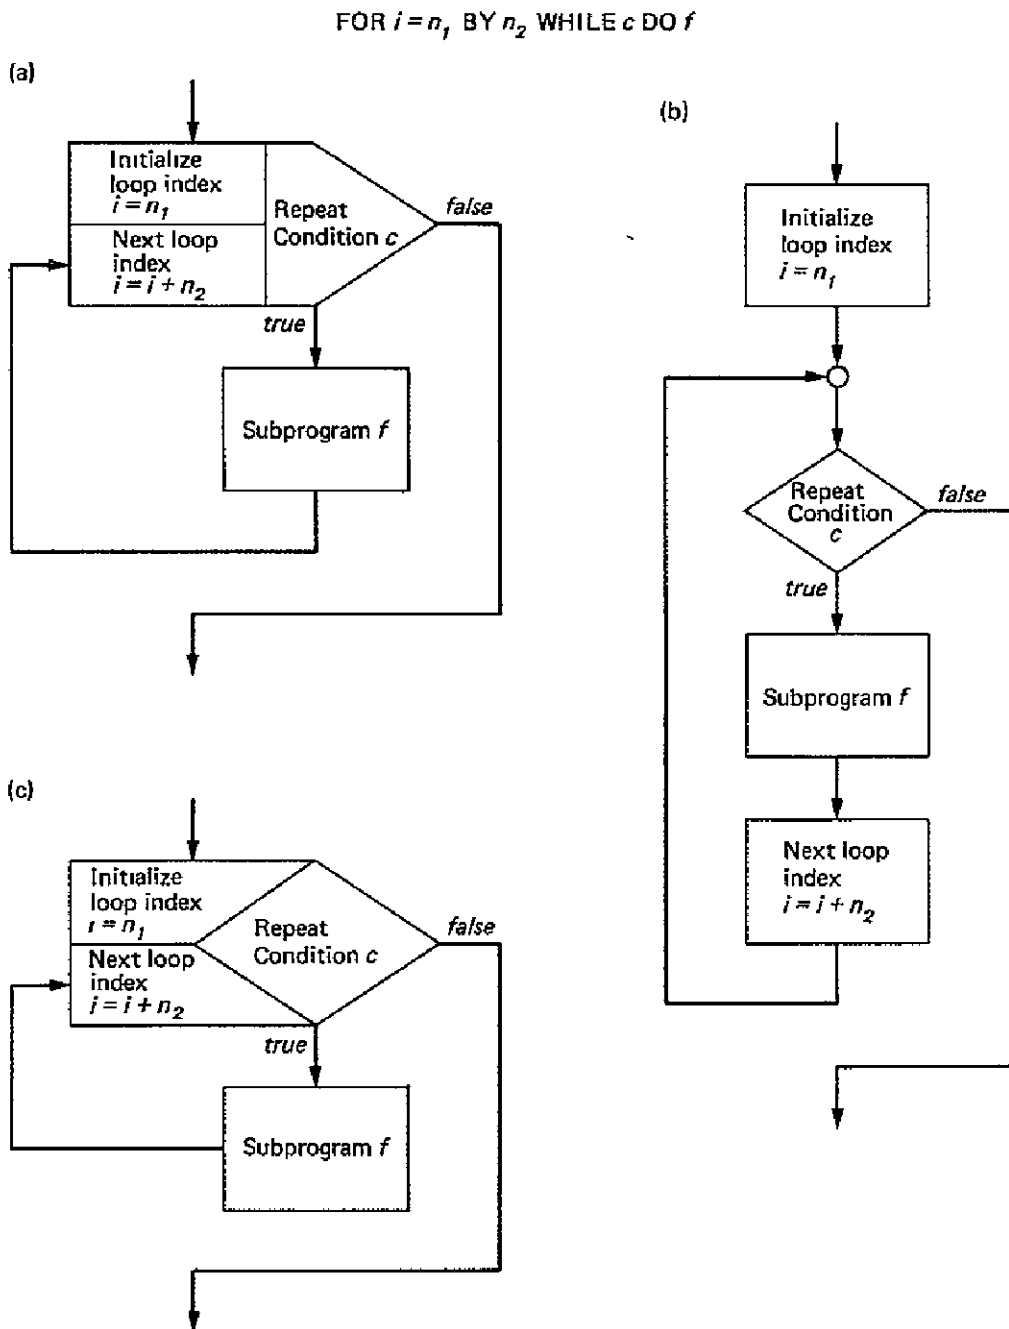 FOR i = n₁ BY n₂ WHILE c DO f
(a)
Initialize
loop index
i = n₁
Next loop
index
i = i + n₂
Repeat
Condition c
false
true
Subprogram f
(b)
Initialize
loop index
i = n₁
Repeat
Condition
c
false
true
Subprogram f
Next loop
index
i = i + n₂
(c)
Initialize
loop index
i = n₁
Next loop
index
i = i + n₂
Repeat
Condition c
false
true
Subprogram f